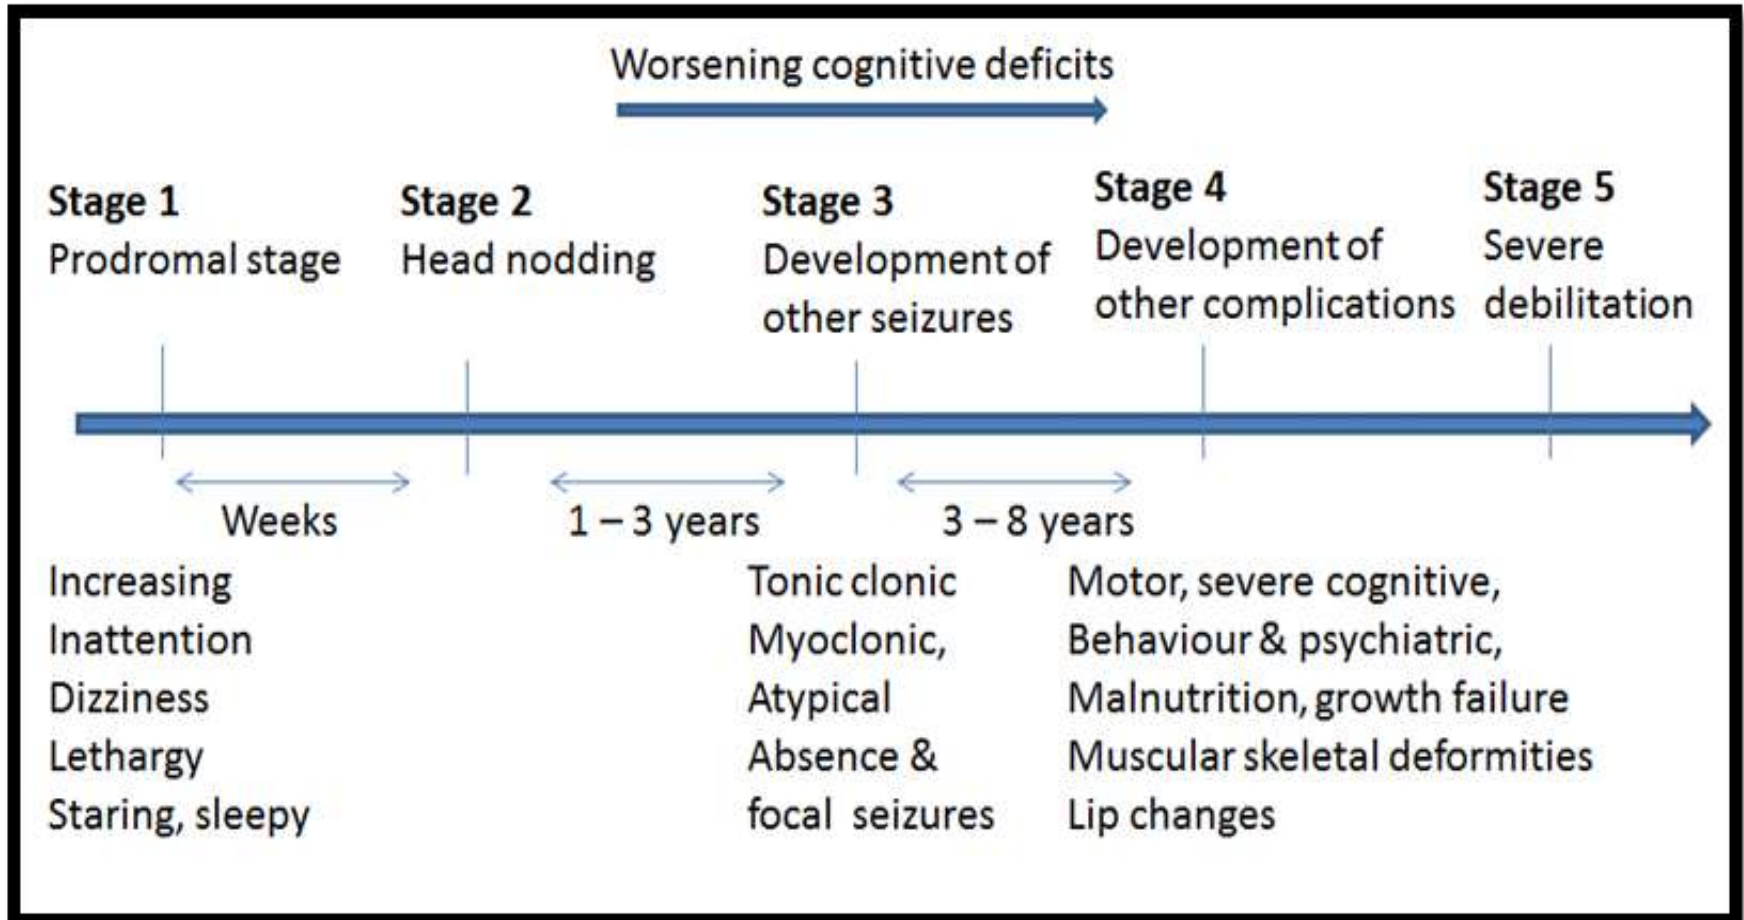 Worsening cognitive deficits
Stage 1
Prodromal stage
Stage 2
Head nodding
Stage 3
Development of
other seizures
Stage 4
Development of
other complications
Stage 5
Severe
debilitation
Weeks
1 – 3 years
3 – 8 years
Increasing
Inattention
Dizziness
Lethargy
Staring, sleepy
Tonic clonic
Myoclonic,
Atypical
Absence &
focal seizures
Motor, severe cognitive,
Behaviour & psychiatric,
Malnutrition, growth failure
Muscular skeletal deformities
Lip changes